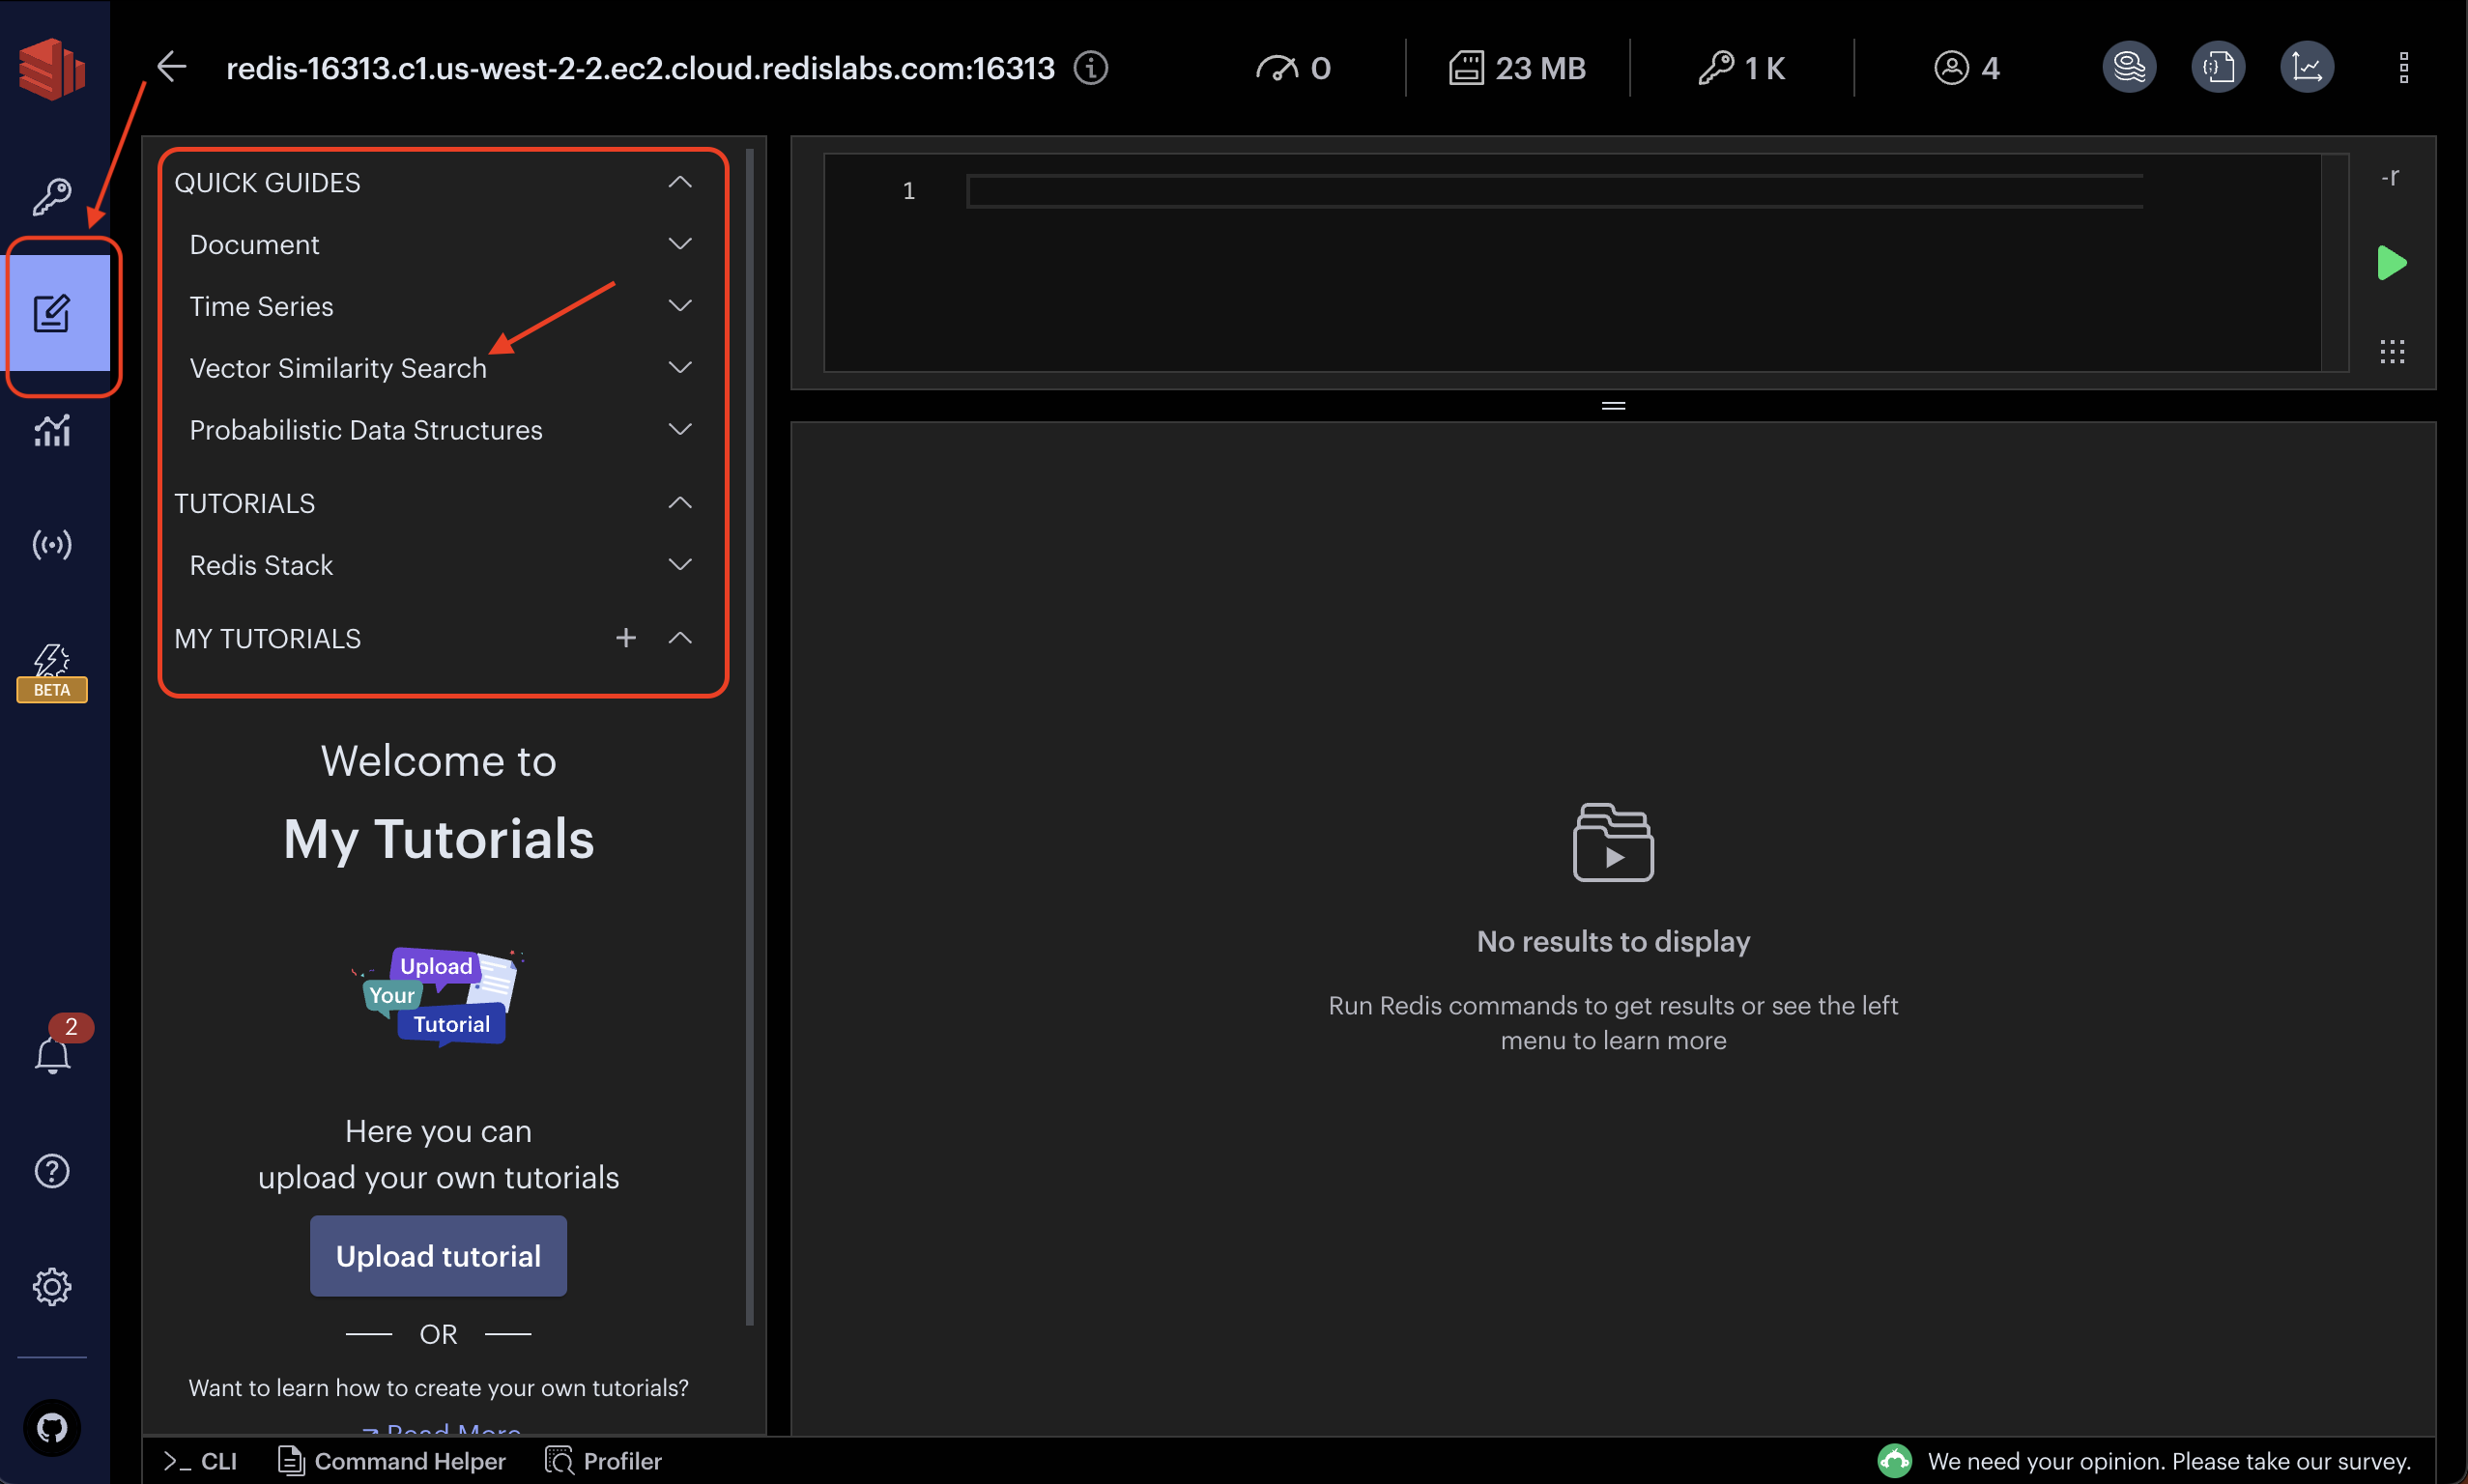 redis-16313.c1.us-west-2-2.ec2.cloud.redislabs.com:16313
0
23 MB
1 K
4
BETA
2
QUICK GUIDES
Document
Time Series
Vector Similarity Search
Probabilistic Data Structures
TUTORIALS
Redis Stack
MY TUTORIALS
Welcome to
My Tutorials
Upload
Your
Tutorial
Here you can
upload your own tutorials
Upload tutorial
OR
Want to learn how to create your own tutorials?
Read More
1
-r
No results to display
Run Redis commands to get results or see the left
menu to learn more
>_ CLI
Command Helper
Profiler
We need your opinion. Please take our survey.